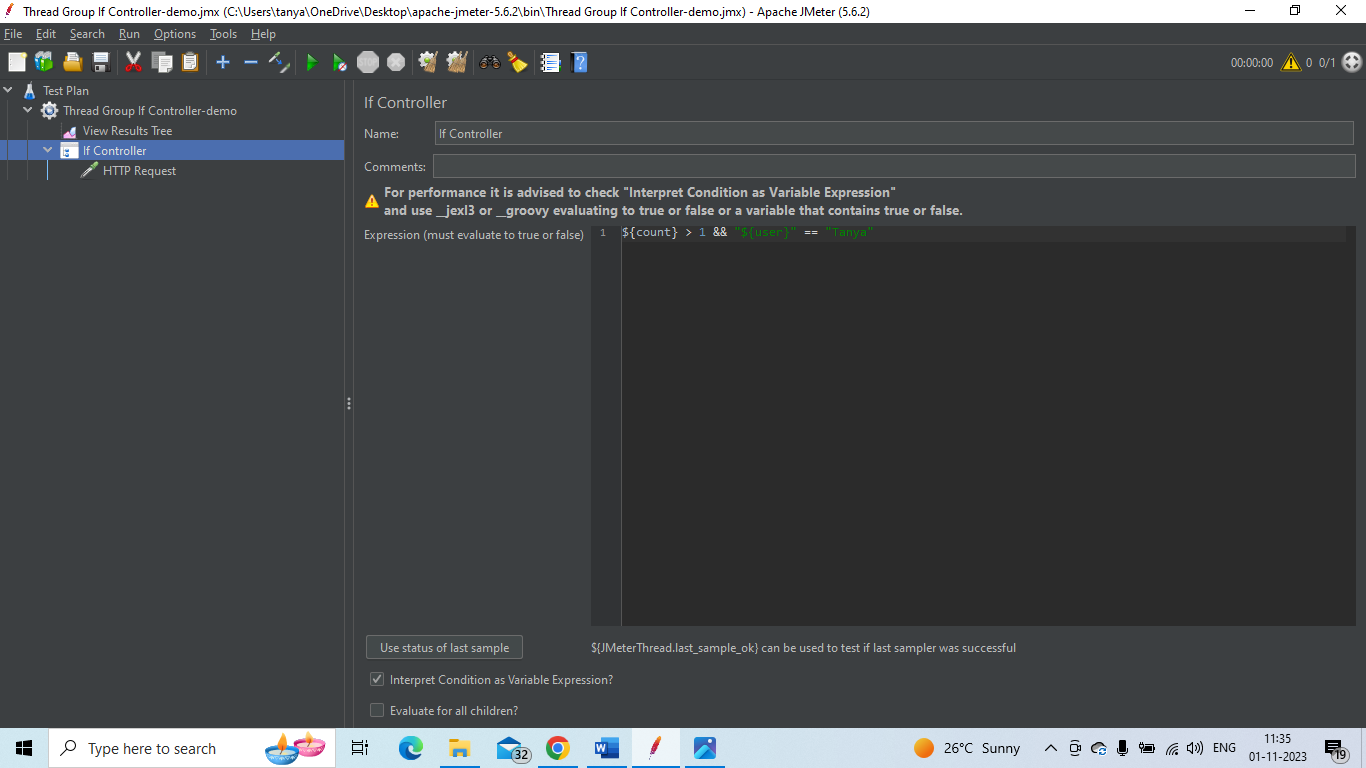 Thread Group If Controller-demo.jmx (C:\Users\tanya\OneDrive\Desktop\apache-jmeter-5.6.2\bin\Thread Group If Controller-demo.jmx) - Apache JMeter (5.6.2)
File Edit Search Run Options Tools Help
STOP
00:00:00 0 0/1
Test Plan
Thread Group If Controller-demo
View Results Tree
If Controller
HTTP Request
If Controller
Name: If Controller
Comments:
For performance it is advised to check "Interpret Condition as Variable Expression"
and use __jexl3 or __groovy evaluating to true or false or a variable that contains true or false.
Expression (must evaluate to true or false)
1 ${count} > 1 && "${user}" == "Tanya"
Use status of last sample
${JMeterThread.last_sample_ok} can be used to test if last sampler was successful
Interpret Condition as Variable Expression?
Evaluate for all children?
Type here to search
32
26°C Sunny
ENG
11:35
01-11-2023
19